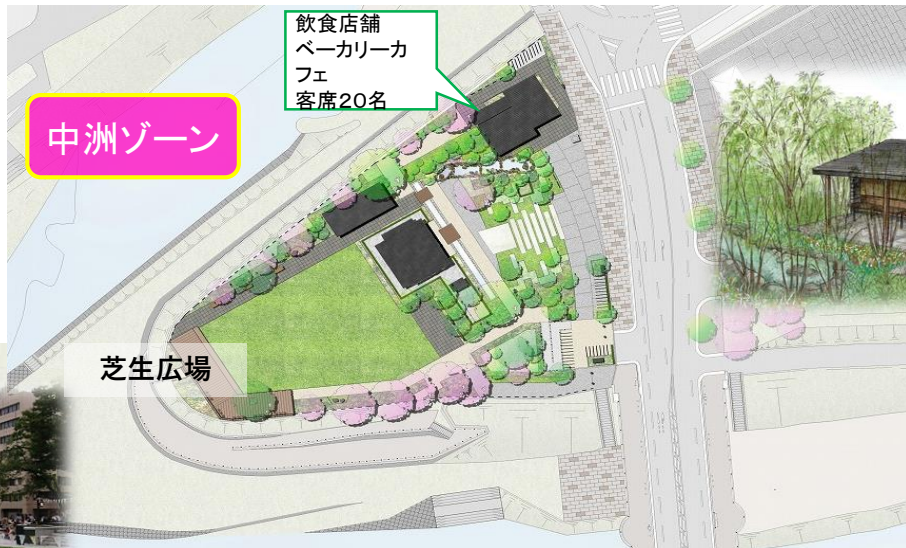 飲食店舗
ベーカリーカ
フェ
客席20名
中洲ゾーン
芝生広場